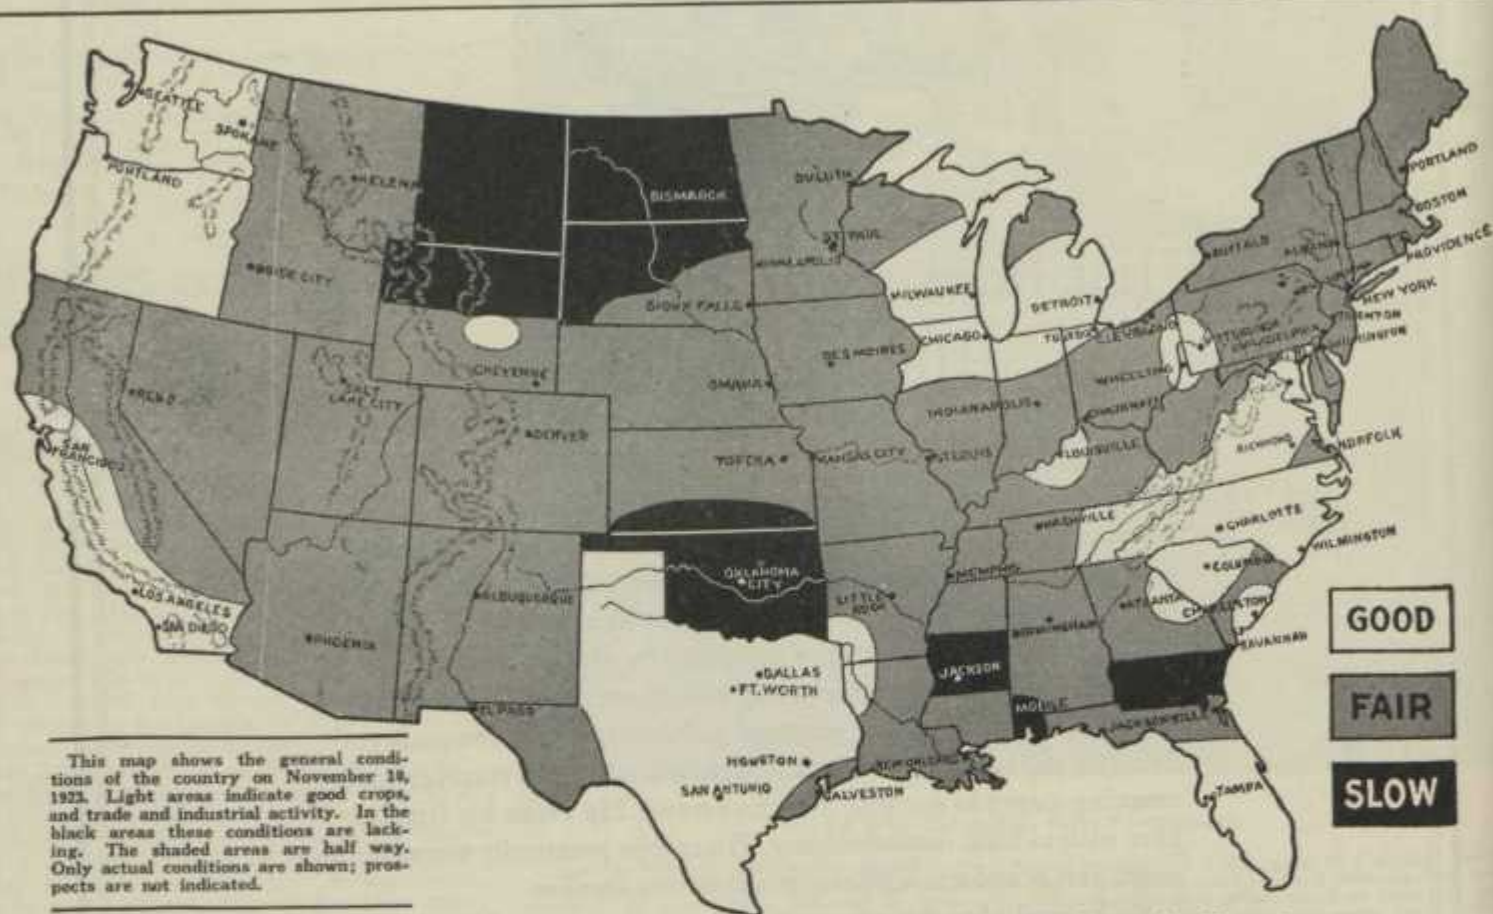 SEATTLE
SPOKANE
PORTLAND
HELENA
BISMARCK
DULUTH
ST. PAUL
MINNEAPOLIS
PORTLAND
BOSTON
PROVIDENCE
BUFFALO
ALBANY
NEW YORK
TRENTON
BOISE CITY
SIOUX FALLS
MILWAUKEE
DETROIT
CHICAGO
TOLEDO
CLEVELAND
PITTSBURGH
PHILADELPHIA
WILMINGTON
RENO
SALT
LAKE CITY
CHEYENNE
OMAHA
DES MOINES
WHEELING
INDIANAPOLIS
CINCINNATI
SAN
FRANCISCO
DENVER
TOPEKA
KANSAS CITY
ST. LOUIS
LOUISVILLE
RICHMOND
NORFOLK
NASHVILLE
CHARLOTTE
WILMINGTON
LOS ANGELES
SAN DIEGO
PHOENIX
ALBUQUERQUE
OKLAHOMA
CITY
LITTLE
ROCK
MEMPHIS
COLUMBIA
ATLANTA
CHARLESTON
BIRMINGHAM
SAVANNAH
EL PASO
DALLAS
FT. WORTH
JACKSON
MOBILE
JACKSONVILLE
HOUSTON
SAN ANTONIO
GALVESTON
NEW ORLEANS
TAMPA
GOOD
FAIR
SLOW
This map shows the general condi-
tions of the country on November 18,
1923. Light areas indicate good crops,
and trade and industrial activity. In the
black areas these conditions are lack-
ing. The shaded areas are half way.
Only actual conditions are shown; pros-
pects are not indicated.